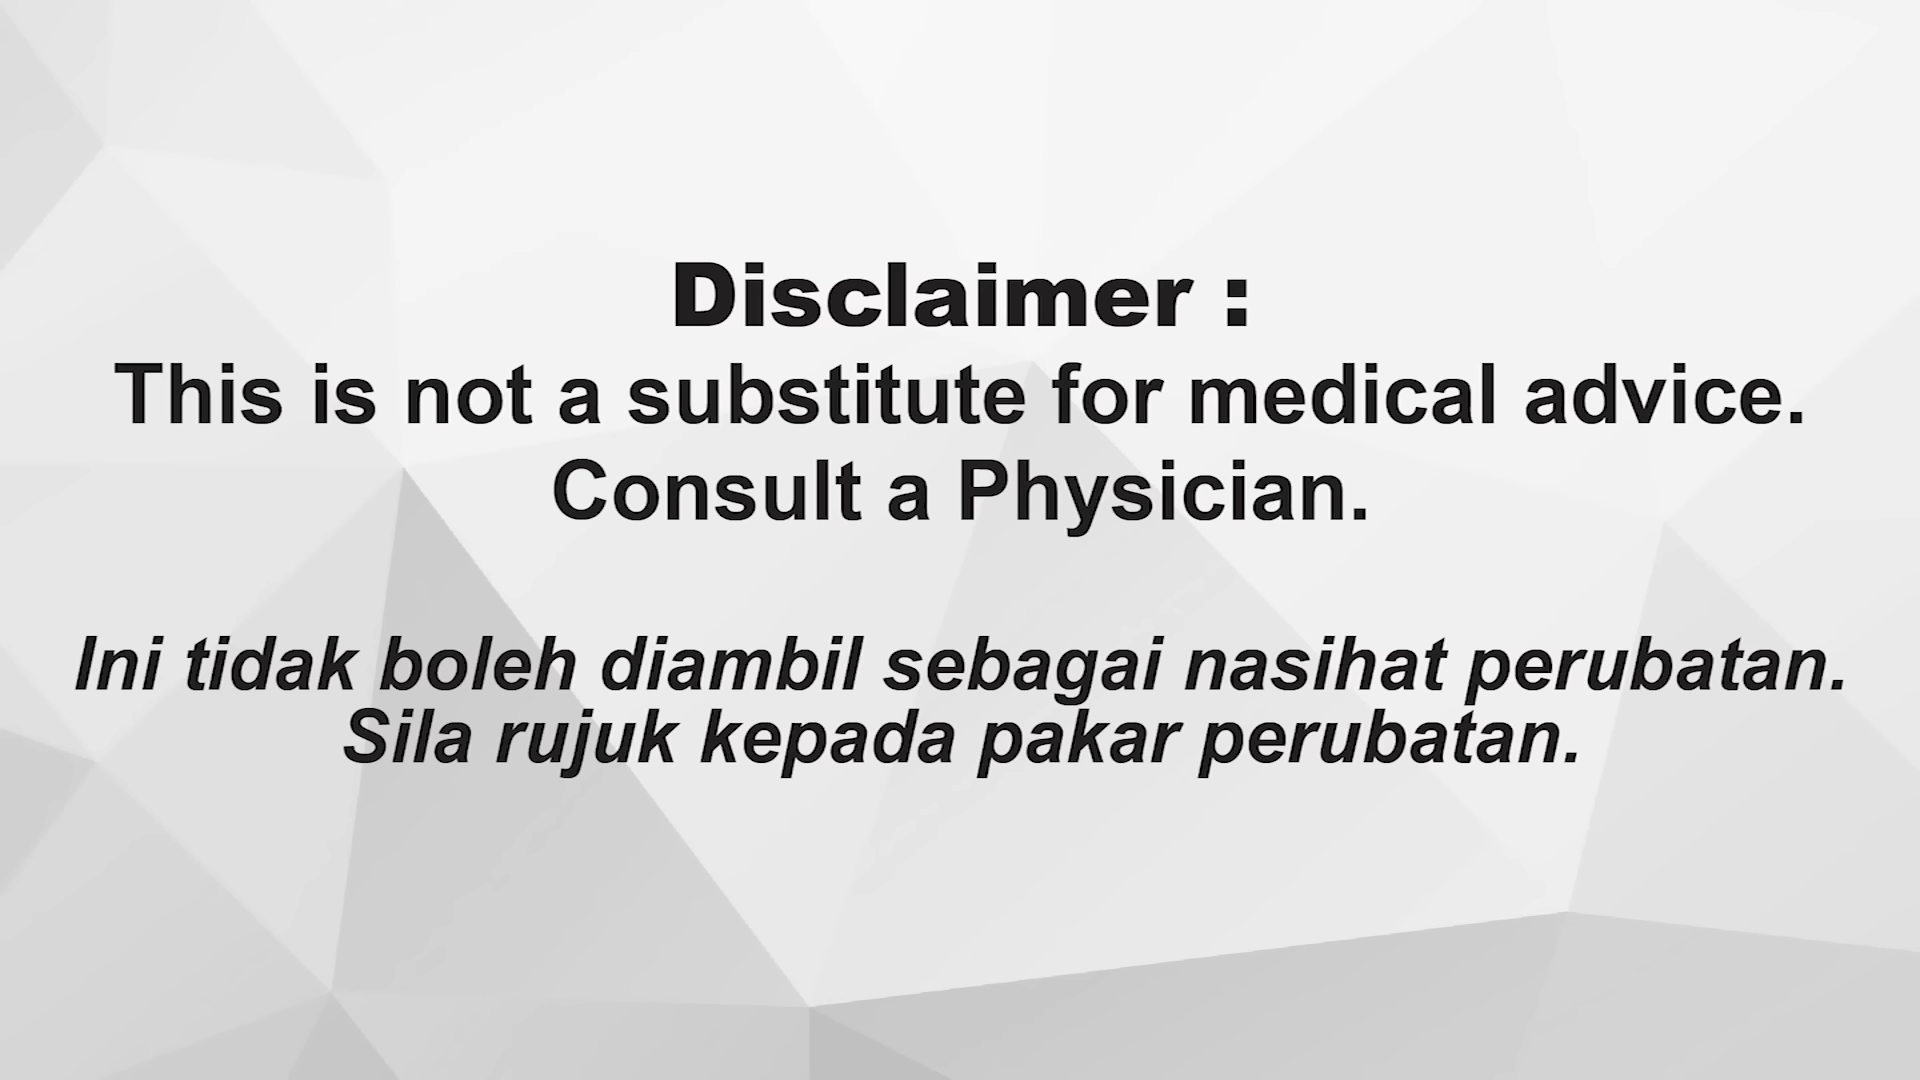 Disclaimer :
This is not a substitute for medical advice.
Consult a Physician.
Ini tidak boleh diambil sebagai nasihat perubatan.
Sila rujuk kepada pakar perubatan.